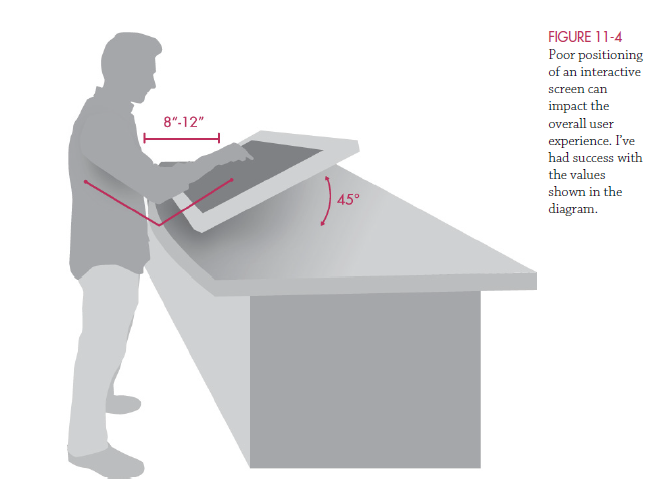 FIGURE 11-4
Poor positioning
of an interactive
screen can
impact the
overall user
experience. I’ve
had success with
the values
shown in the
diagram.
8″-12″
45°